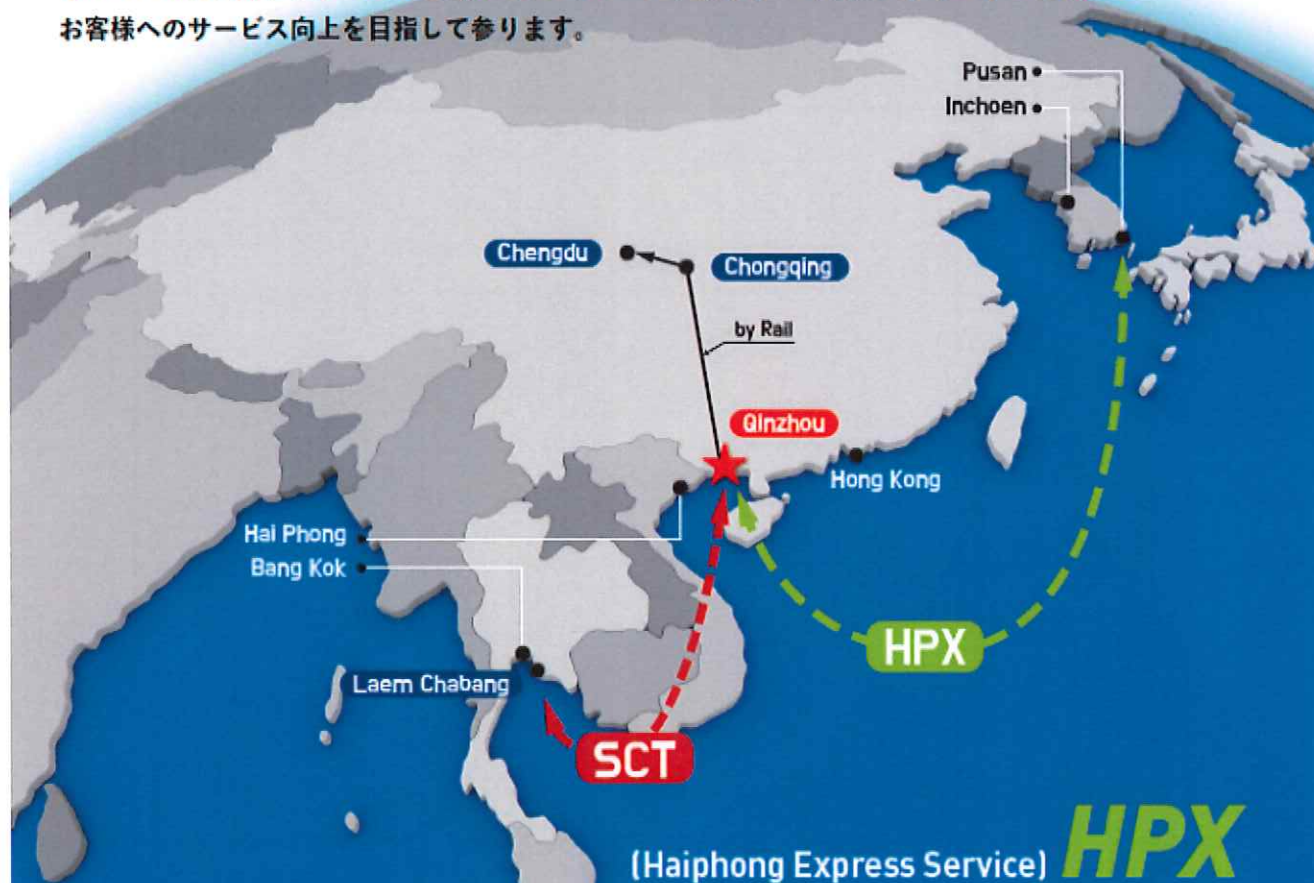 お客様へのサービス向上を目指して参ります。
Pusan
Inchoen
Chengdu
Chongqing
by Rail
Qinzhou
Hong Kong
Hai Phong
Bang Kok
HPX
Laem Chabang
SCT
(Haiphong Express Service) HPX